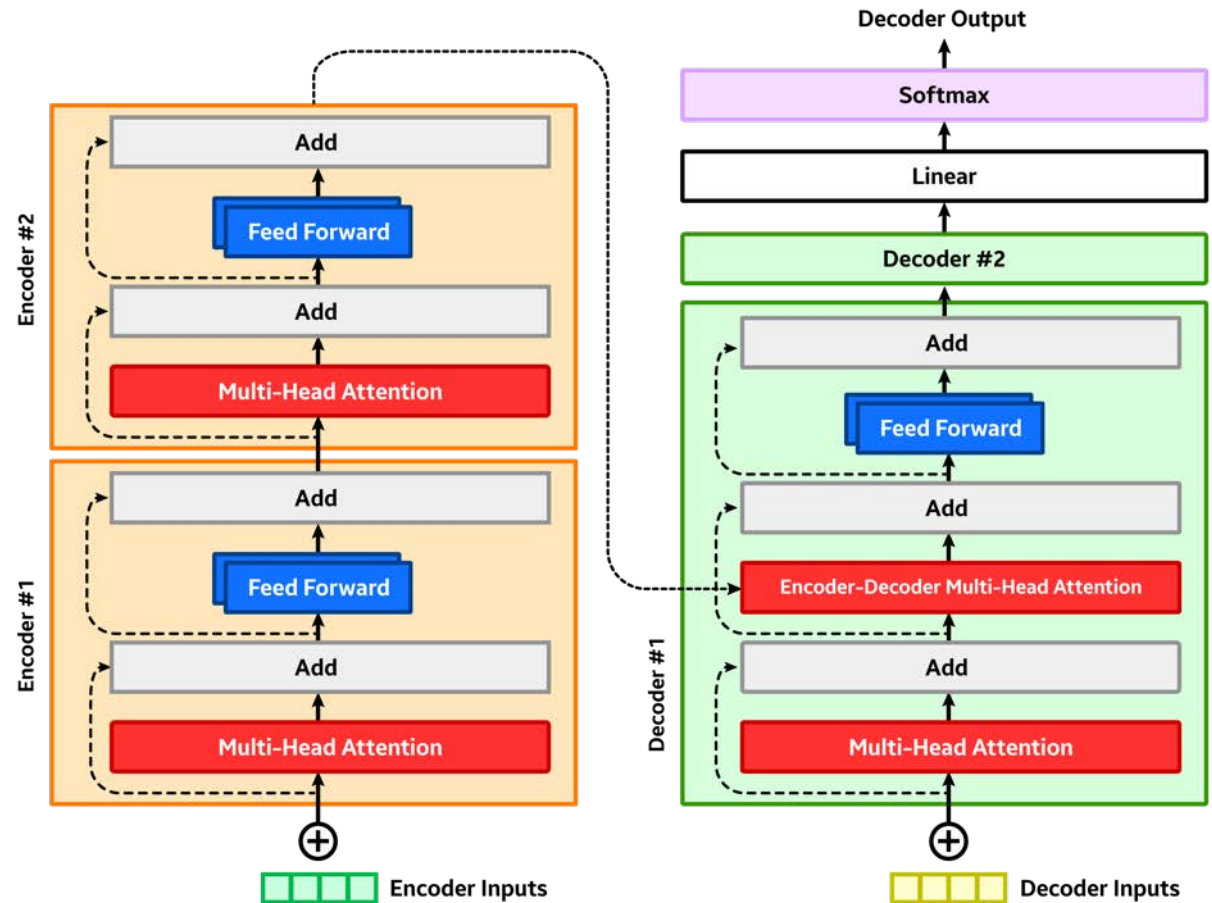 Encoder #2
Add
Feed Forward
Add
Multi-Head Attention
Encoder #1
Add
Feed Forward
Add
Multi-Head Attention
Encoder Inputs
Decoder Output
Softmax
Linear
Decoder #2
Decoder #1
Add
Feed Forward
Add
Encoder-Decoder Multi-Head Attention
Add
Multi-Head Attention
Decoder Inputs